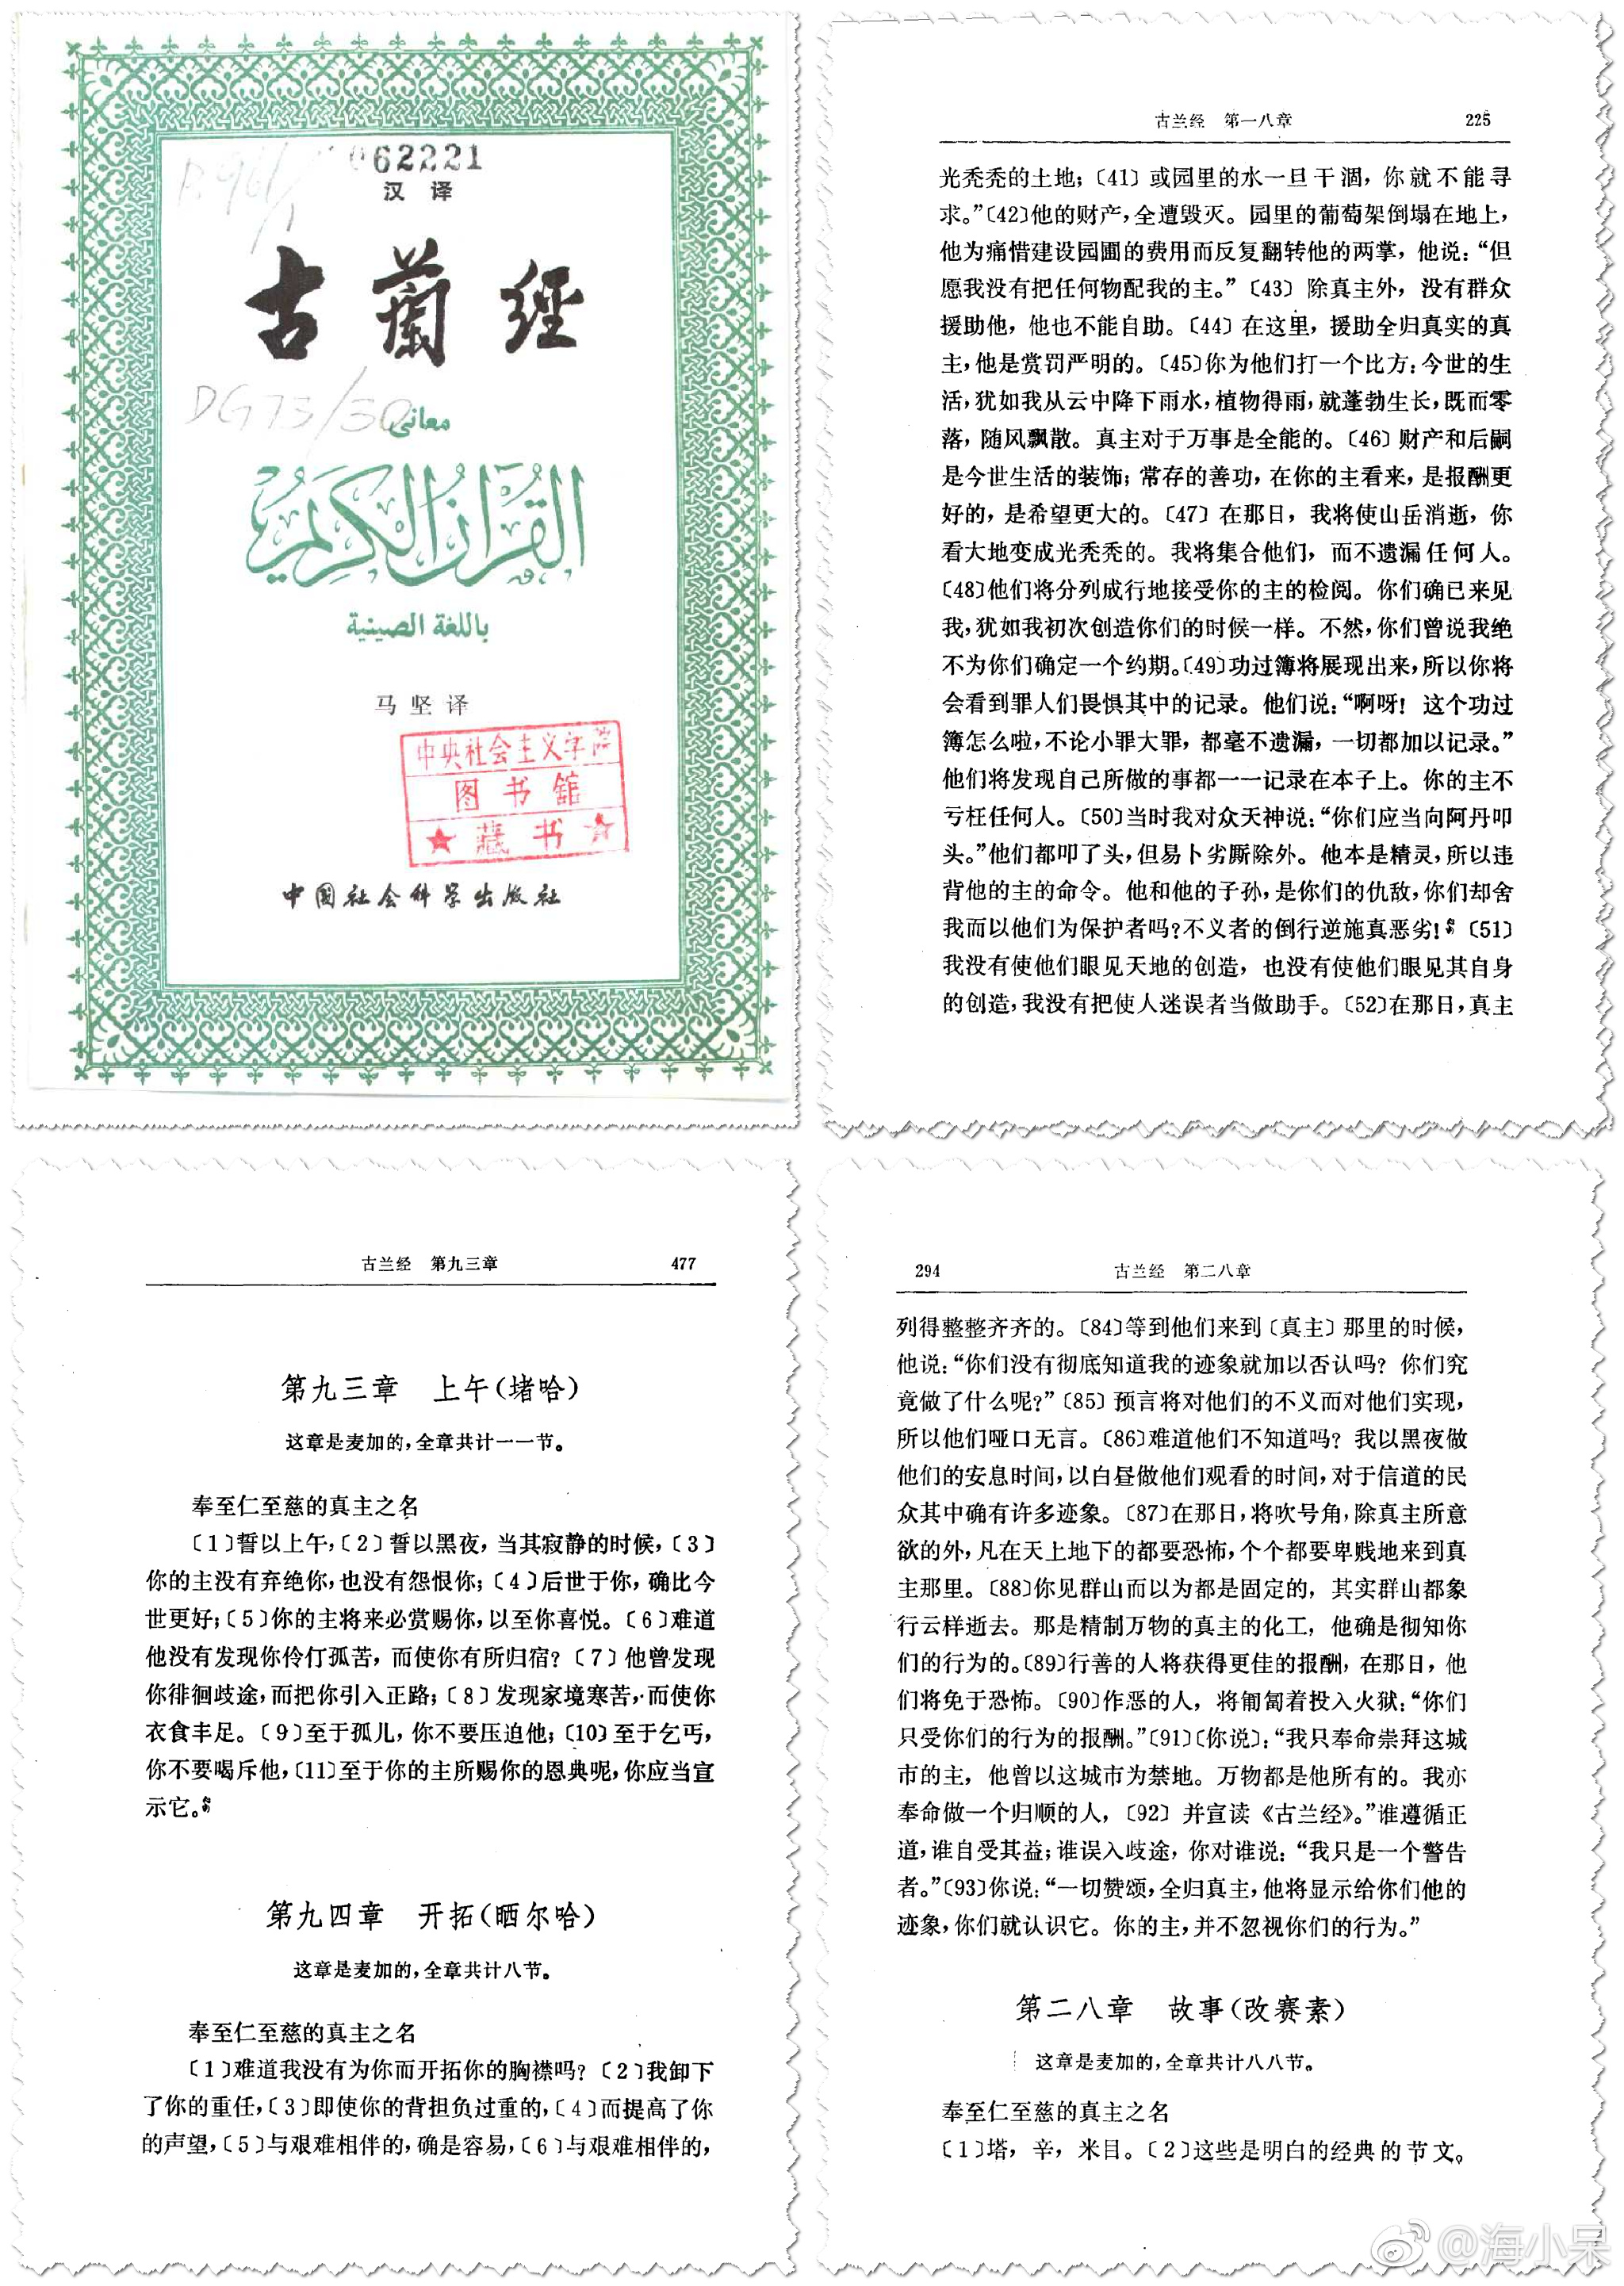 062221
汉 译
古蘭經
DG73/30
معاني
القرآن الكريم
باللغة الصينية
马 坚 译
中央社会主义学院
图书馆
★ 藏书 ★
中国社会科学出版社
古兰经 第一八章 225
光秃秃的土地；〔41〕或园里的水一旦干涸，你就不能寻
求。”〔42〕他的财产，全遭毁灭。园里的葡萄架倒塌在地上，
他为痛惜建设园圃的费用而反复翻转他的两掌，他说：“但
愿我没有把任何物配我的主。”〔43〕除真主外，没有群众
援助他，他也不能自助。〔44〕在这里，援助全归真实的真
主，他是赏罚严明的。〔45〕你为他们打一个比方：今世的生
活，犹如我从云中降下雨水，植物得雨，就蓬勃生长，既而零
落，随风飘散。真主对于万事是全能的。〔46〕财产和后嗣
是今世生活的装饰；常存的善功，在你的主看来，是报酬更
好的，是希望更大的。〔47〕在那日，我将使山岳消逝，你
看大地变成光秃秃的。我将集合他们，而不遗漏任何人。
〔48〕他们将分列成行地接受你的主的检阅。你们确已来见
我，犹如我初次创造你们的时候一样。不然，你们曾说我绝
不为你们确定一个约期。〔49〕功过簿将展现出来，所以你将
会看到罪人们畏惧其中的记录。他们说：“啊呀！这个功过
簿怎么啦，不论小罪大罪，都毫不遗漏，一切都加以记录。”
他们将发现自己所做的事都一一记录在本子上。你的主不
亏枉任何人。〔50〕当时我对众天神说：“你们应当向阿丹叩
头。”他们都叩了头，但易卜劣厮除外。他本是精灵，所以违
背他的主的命令。他和他的子孙，是你们的仇敌，你们却舍
我而以他们为保护者吗？不义者的倒行逆施真恶劣！〔51〕
我没有使他们眼见天地的创造，也没有使他们眼见其自身
的创造，我没有把使人迷误者当做助手。〔52〕在那日，真主
古兰经 第九三章 477
第九三章 上午（堵哈）
这章是麦加的，全章共计一一节。
奉至仁至慈的真主之名
〔1〕誓以上午，〔2〕誓以黑夜，当其寂静的时候，〔3〕
你的主没有弃绝你，也没有怨恨你；〔4〕后世于你，确比今
世更好；〔5〕你的主将来必赏赐你，以至你喜悦。〔6〕难道
他没有发现你伶仃孤苦，而使你有所归宿？〔7〕他曾发现
你徘徊歧途，而把你引入正路；〔8〕发现家境寒苦，而使你
衣食丰足。〔9〕至于孤儿，你不要压迫他；〔10〕至于乞丐，
你不要喝斥他，〔11〕至于你的主所赐你的恩典呢，你应当宣
示它。
第九四章 开拓（晒尔哈）
这章是麦加的，全章共计八节。
奉至仁至慈的真主之名
〔1〕难道我没有为你而开拓你的胸襟吗？〔2〕我卸下
了你的重任，〔3〕即使你的背担负过重的，〔4〕而提高了你
的声望，〔5〕与艰难相伴的，确是容易，〔6〕与艰难相伴的，
294 古兰经 第二八章
列得整整齐齐的。〔84〕等到他们来到〔真主〕那里的时候，
他说：“你们没有彻底知道我的迹象就加以否认吗？你们究
竟做了什么呢？”〔85〕预言将对他们的不义而对他们实现，
所以他们哑口无言。〔86〕难道他们不知道吗？我以黑夜做
他们的安息时间，以白昼做他们观看的时间，对于信道的民
众其中确有许多迹象。〔87〕在那日，将吹号角，除真主所意
欲的外，凡在天上地下的都要恐怖，个个都要卑贱地来到真
主那里。〔88〕你见群山而以为都是固定的，其实群山都象
行云样逝去。那是精制万物的真主的化工，他确是彻知你
们的行为的。〔89〕行善的人将获得更佳的报酬，在那日，他
们将免于恐怖。〔90〕作恶的人，将匍匐着投入火狱：“你们
只受你们的行为的报酬。”〔91〕〔你说〕：“我只奉命崇拜这城
市的主，他曾以这城市为禁地。万物都是他所有的。我亦
奉命做一个归顺的人，〔92〕并宣读《古兰经》。”谁遵循正
道，谁自受其益；谁误入歧途，你对谁说：“我只是一个警告
者。”〔93〕你说：“一切赞颂，全归真主，他将显示给你们他的
迹象，你们就认识它。你的主，并不忽视你们的行为。”
第二八章 故事（改赛素）
这章是麦加的，全章共计八八节。
奉至仁至慈的真主之名
〔1〕塔，辛，米目。〔2〕这些是明白的经典的节文。
@海小呆